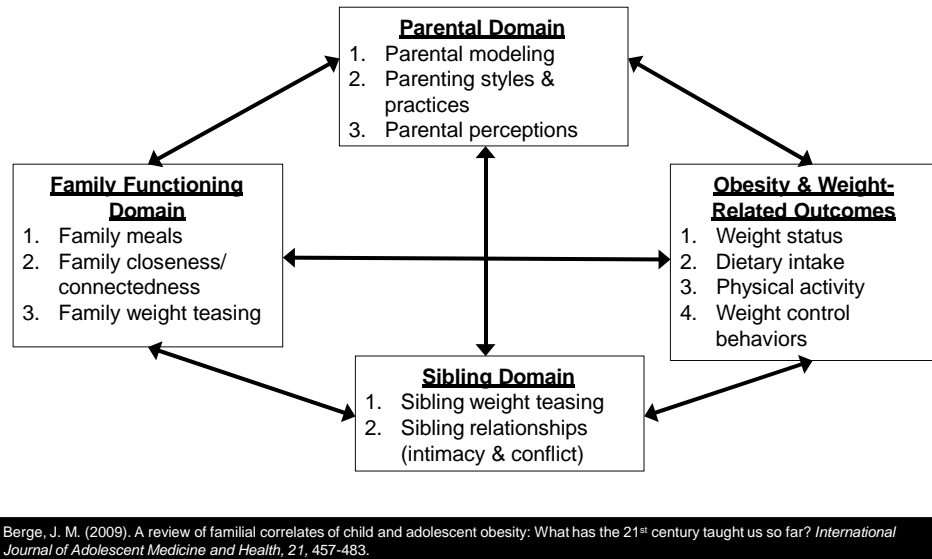 Parental Domain
1. Parental modeling
2. Parenting styles &
practices
3. Parental perceptions
Family Functioning
Domain
1. Family meals
2. Family closeness/
connectedness
3. Family weight teasing
Obesity & Weight-
Related Outcomes
1. Weight status
2. Dietary intake
3. Physical activity
4. Weight control
behaviors
Sibling Domain
1. Sibling weight teasing
2. Sibling relationships
(intimacy & conflict)
Berge, J. M. (2009). A review of familial correlates of child and adolescent obesity: What has the 21st century taught us so far? International
Journal of Adolescent Medicine and Health, 21, 457-483.